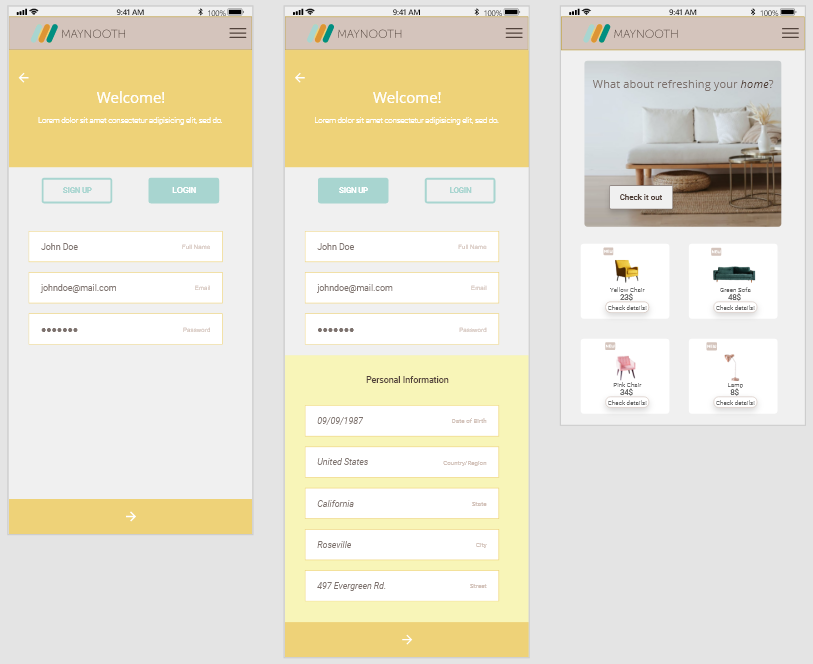 9:41 AM
100%
MAYNOOTH
Welcome!
Lorem dolor sit amet consectetur adipisicing elit, sed do.
SIGN UP
LOGIN
John Doe
Full Name
johndoe@mail.com
Email
●●●●●●●
Password
9:41 AM
100%
MAYNOOTH
Welcome!
Lorem dolor sit amet consectetur adipisicing elit, sed do.
SIGN UP
LOGIN
John Doe
Full Name
johndoe@mail.com
Email
●●●●●●●
Password
Personal Information
09/09/1987
Date of Birth
United States
Country/Region
California
State
Roseville
City
497 Evergreen Rd.
Street
9:41 AM
100%
MAYNOOTH
What about refreshing your home?
Check it out
Yellow Chair
23$
Check details!
Green Sofa
48$
Check details!
Pink Chair
34$
Check details!
Lamp
8$
Check details!